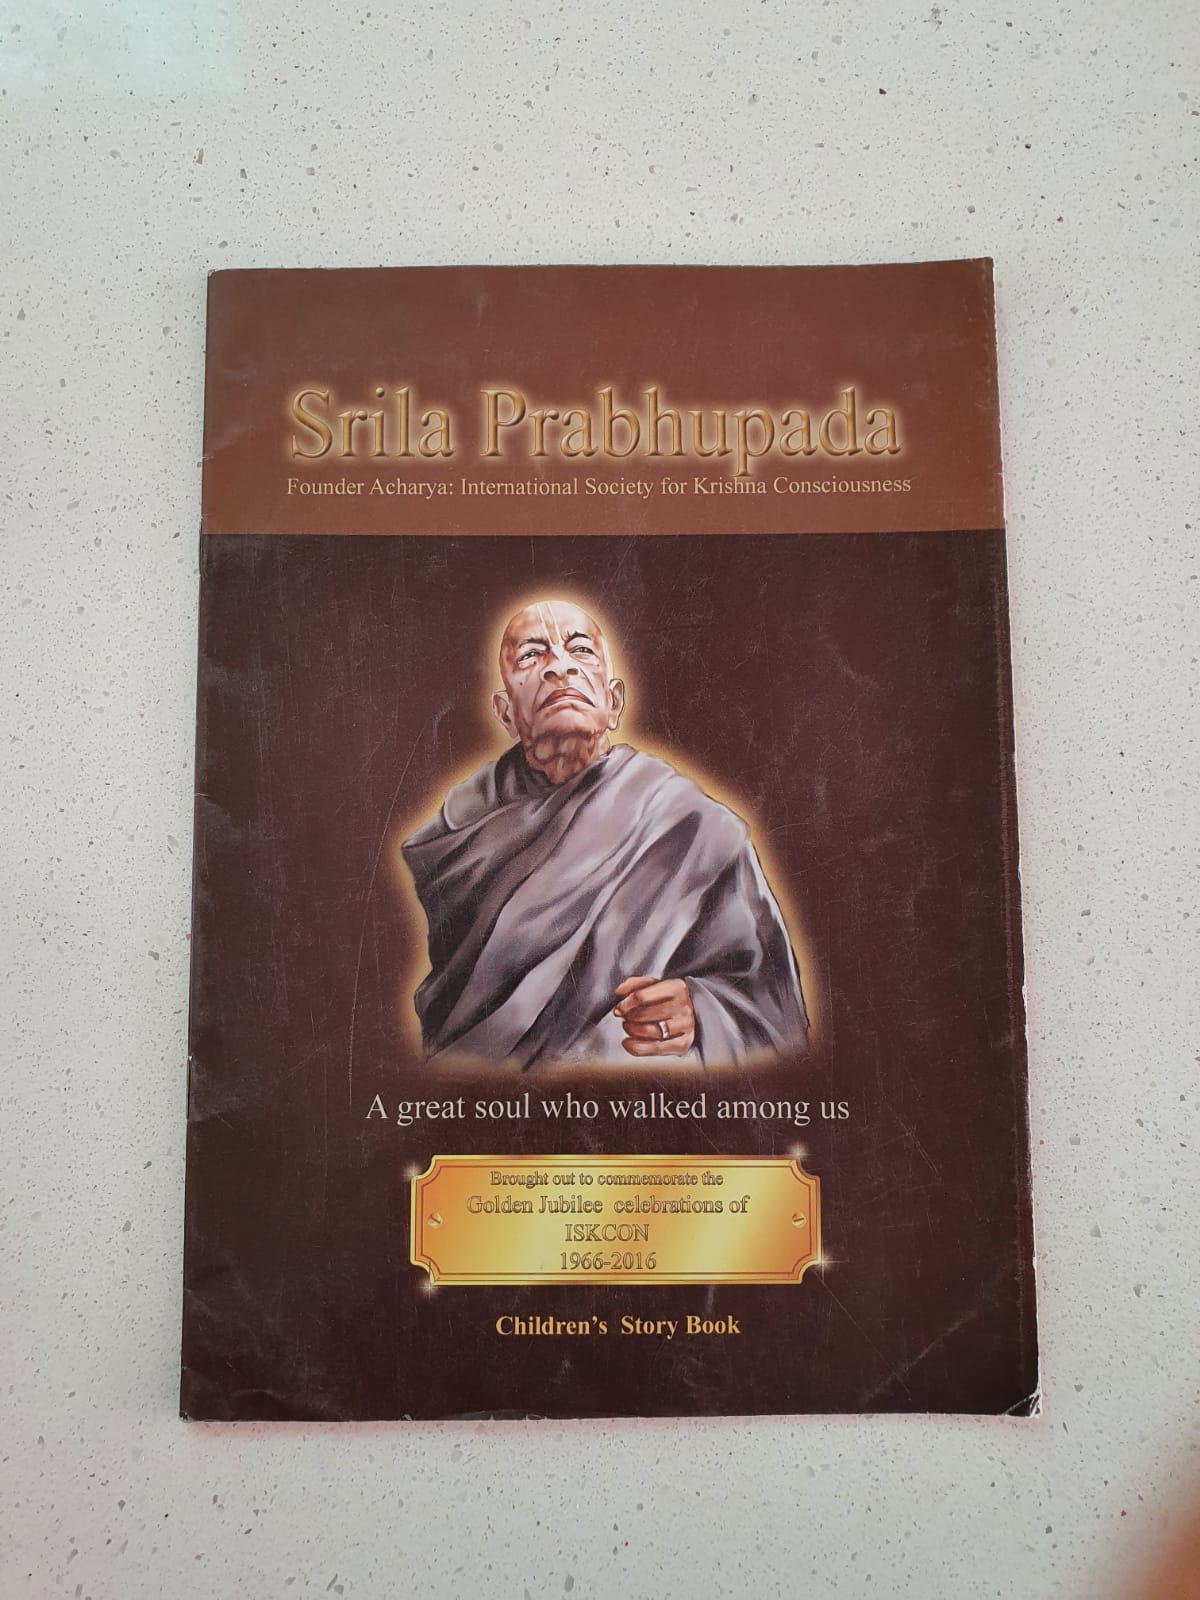 Srila Prabhupada
Founder Acharya: International Society for Krishna Consciousness
A great soul who walked among us
Brought out to commemorate the
Golden Jubilee celebrations of
ISKCON
1966-2016
Children's Story Book